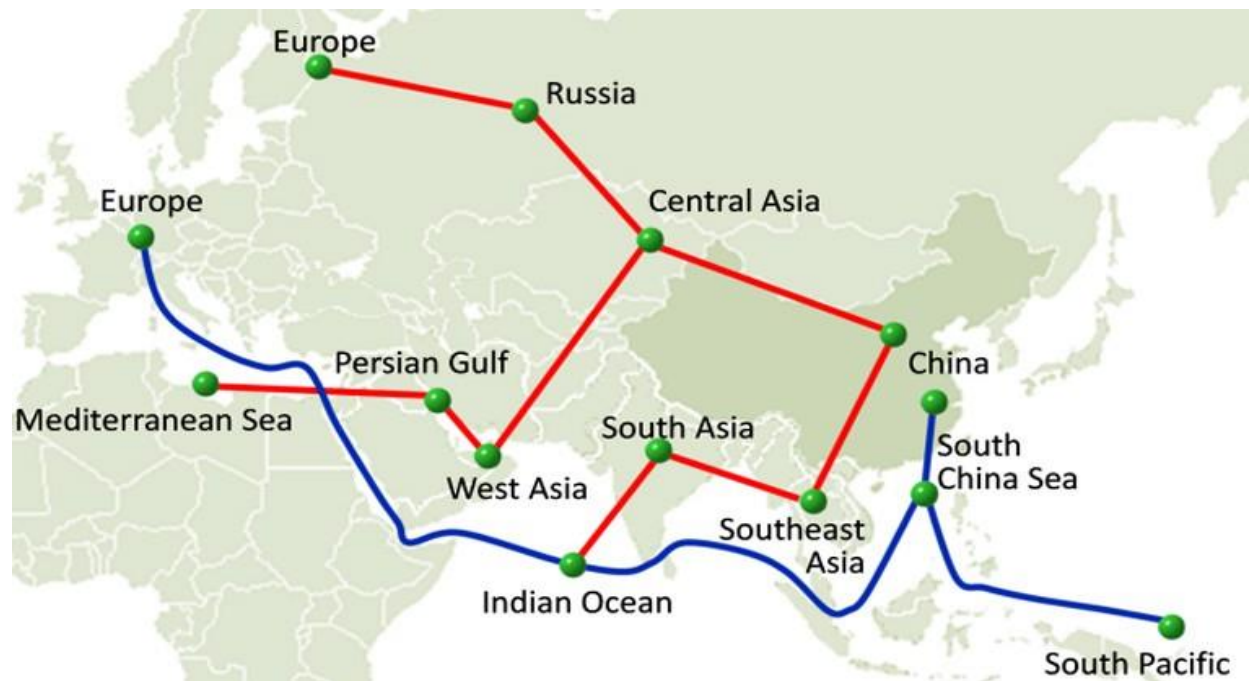 Europe
Russia
Europe
Central Asia
Persian Gulf
China
Mediterranean Sea
South Asia
South
China Sea
West Asia
Southeast
Asia
Indian Ocean
South Pacific